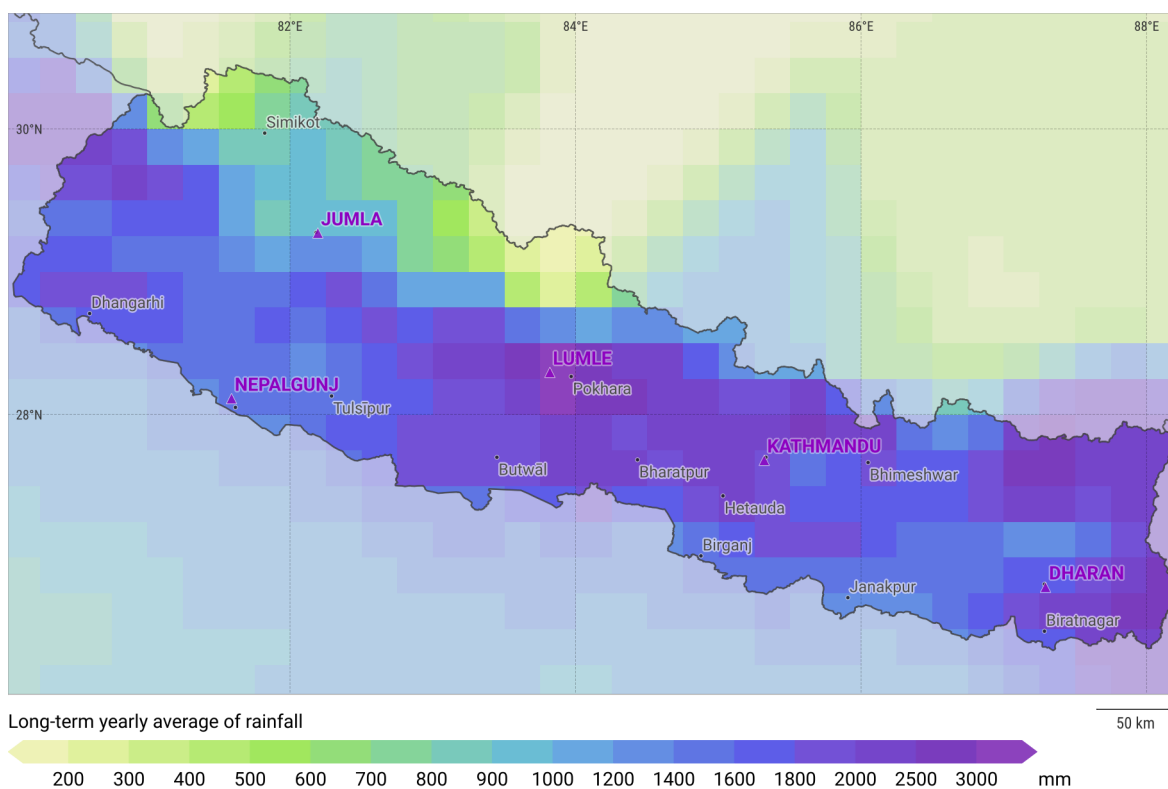 82°E 84°E 86°E 88°E
Simikot
30°N
JUMLA
Dhangarhi
LUMLE
NEPALGUNJ
Pokhara
Tulsīpur
28°N
KATHMANDU
Butwāl
Bharatpur
Bhimeshwar
Hetauda
Birganj
DHARAN
Janakpur
Biratnagar
Long-term yearly average of rainfall
50 km
200 300 400 500 600 700 800 900 1000 1200 1400 1600 1800 2000 2500 3000 mm